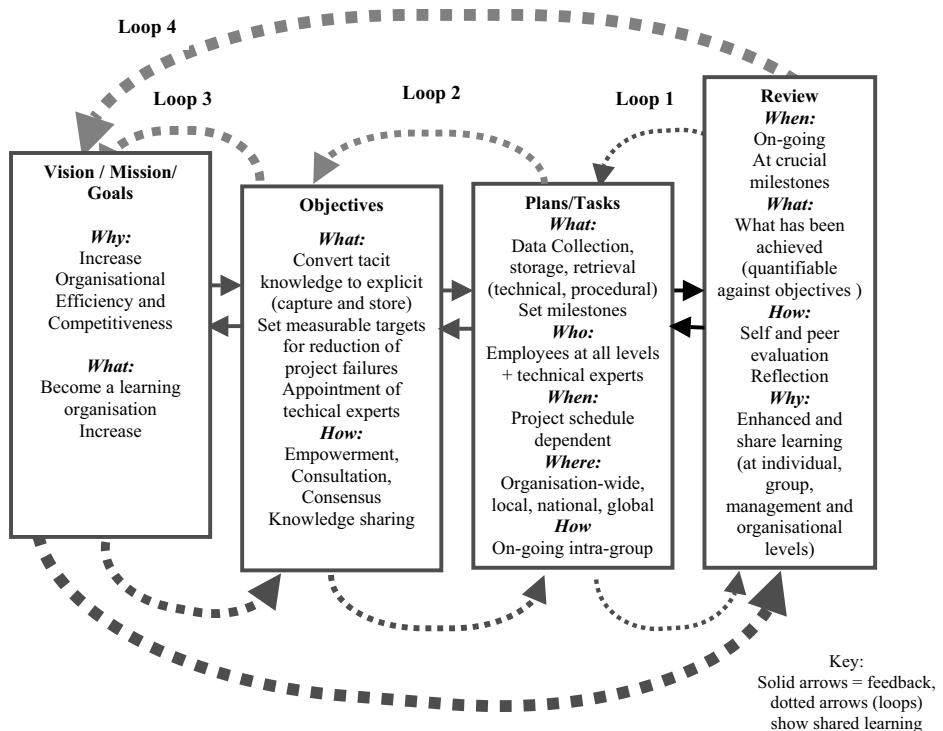 Loop 4
Loop 3
Loop 2
Loop 1
Vision / Mission/
Goals
Why:
Increase
Organisational
Efficiency and
Competitiveness
What:
Become a learning
organisation
Increase
Objectives
What:
Convert tacit
knowledge to explicit
(capture and store)
Set measurable targets
for reduction of
project failures
Appointment of
techical experts
How:
Empowerment,
Consultation,
Consensus
Knowledge sharing
Plans/Tasks
What:
Data Collection,
storage, retrieval
(technical, procedural)
Set milestones
Who:
Employees at all levels
+ technical experts
When:
Project schedule
dependent
Where:
Organisation-wide,
local, national, global
How
On-going intra-group
Review
When:
On-going
At crucial
milestones
What:
What has been
achieved
(quantifiable
against objectives )
How:
Self and peer
evaluation
Reflection
Why:
Enhanced and
share learning
(at individual,
group,
management and
organisational
levels)
Key:
Solid arrows = feedback,
dotted arrows (loops)
show shared learning